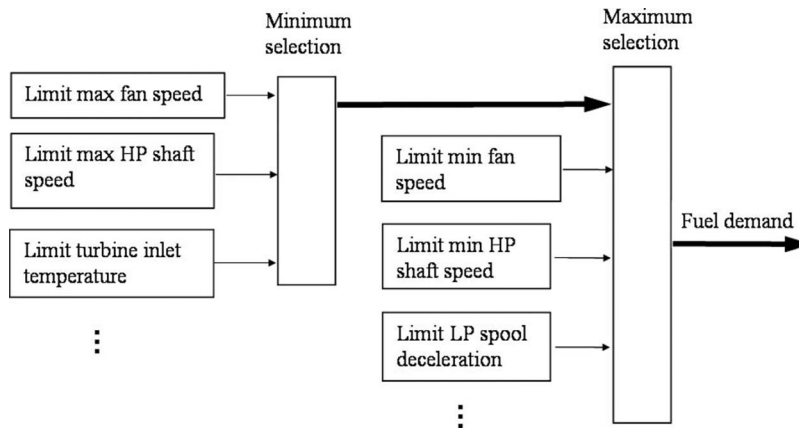 Minimum
selection
Maximum
selection
Limit max fan speed
Limit max HP shaft
speed
Limit turbine inlet
temperature
Limit min fan
speed
Limit min HP
shaft speed
Limit LP spool
deceleration
Fuel demand